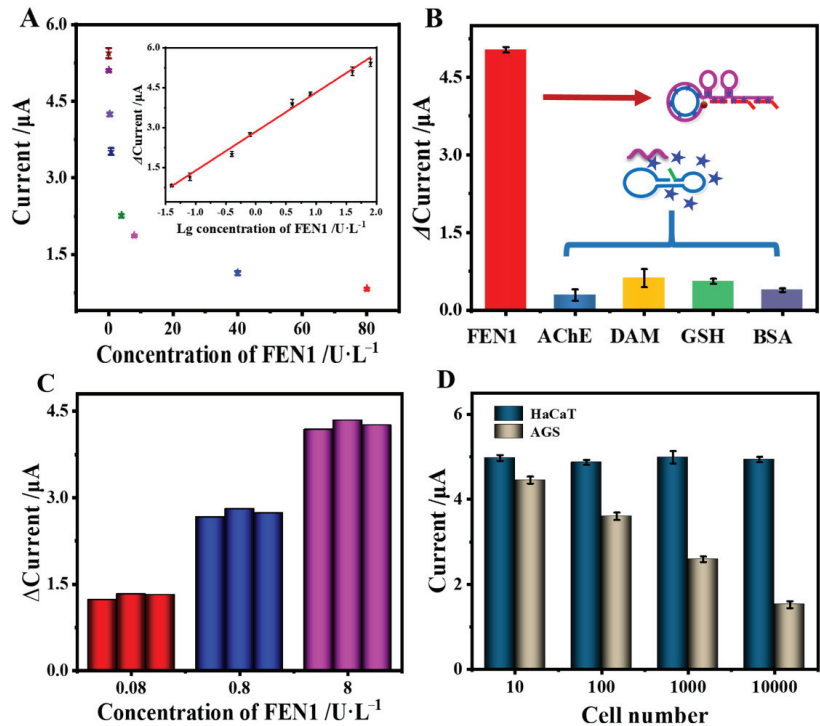 A
Current /μA
6.0
4.5
3.0
1.5
0
20
40
60
80
Concentration of FEN1 /U·L⁻¹
ΔCurrent /μA
6.0
4.5
3.0
1.5
-1.5
-1.0
-0.5
0.0
0.5
1.0
1.5
2.0
Lg concentration of FEN1 /U·L⁻¹
B
ΔCurrent /μA
4.5
3.0
1.5
0.0
FEN1
AChE
DAM
GSH
BSA
C
ΔCurrent /μA
4.5
3.0
1.5
0.0
0.08
0.8
8
Concentration of FEN1 /U·L⁻¹
D
HaCaT
AGS
Current /μA
6
4
2
0
10
100
1000
10000
Cell number